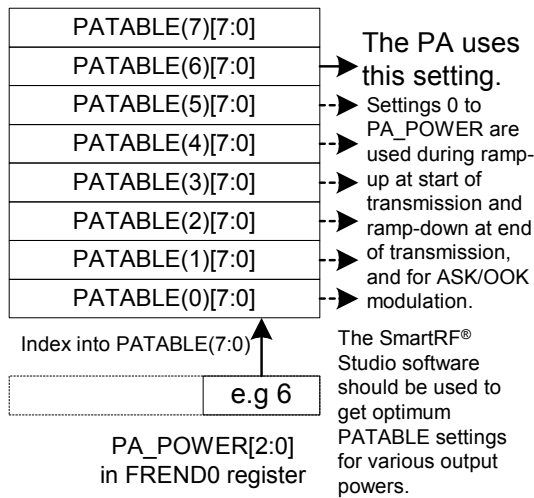 PATABLE(7)[7:0]
PATABLE(6)[7:0]
PATABLE(5)[7:0]
PATABLE(4)[7:0]
PATABLE(3)[7:0]
PATABLE(2)[7:0]
PATABLE(1)[7:0]
PATABLE(0)[7:0]
The PA uses
this setting.
Settings 0 to
PA_POWER are
used during ramp-
up at start of
transmission and
ramp-down at end
of transmission,
and for ASK/OOK
modulation.
Index into PATABLE(7:0)
e.g 6
PA_POWER[2:0]
in FREND0 register
The SmartRF®
Studio software
should be used to
get optimum
PATABLE settings
for various output
powers.